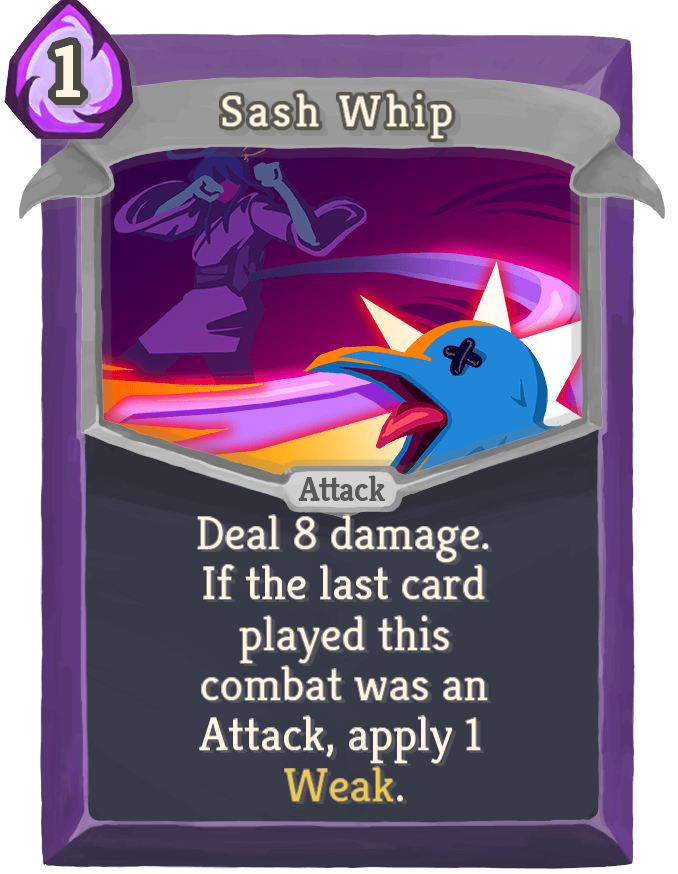 1
Sash Whip
Attack
Deal 8 damage.
If the last card
played this
combat was an
Attack, apply 1
Weak.